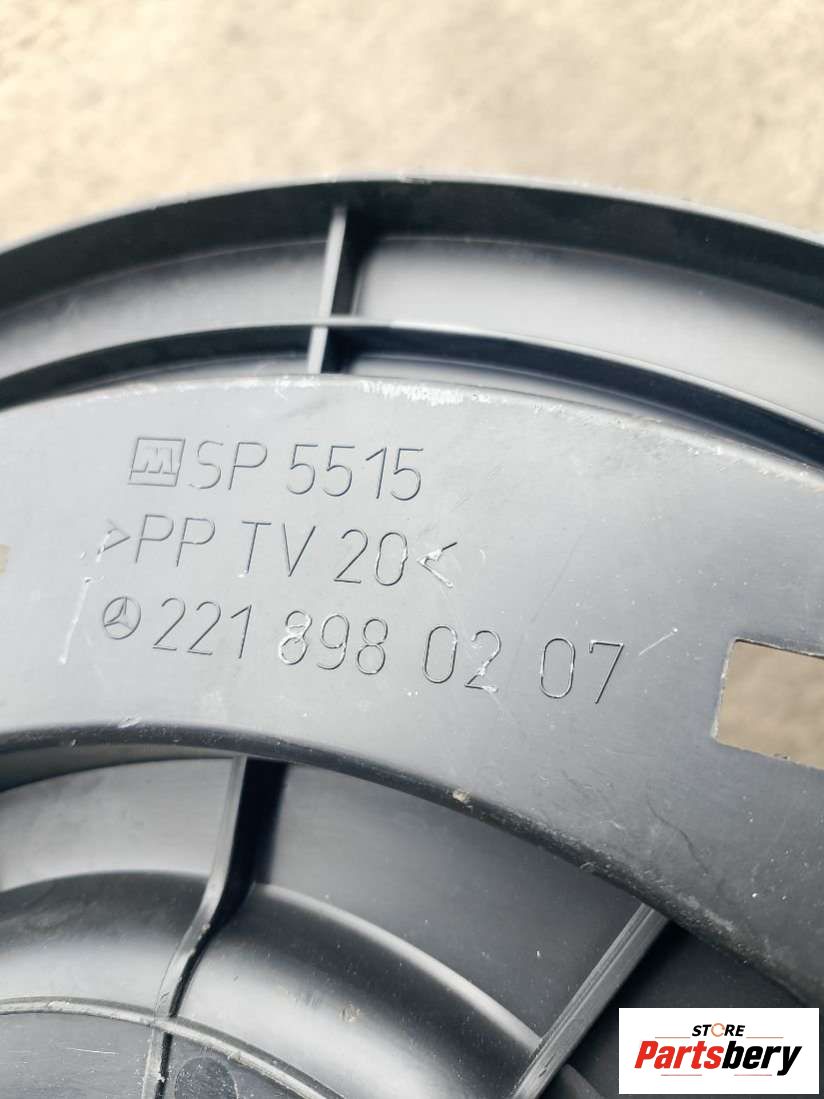 M SP 5515
>PP TV 20<
221 898 02 07
STORE
Partsbery